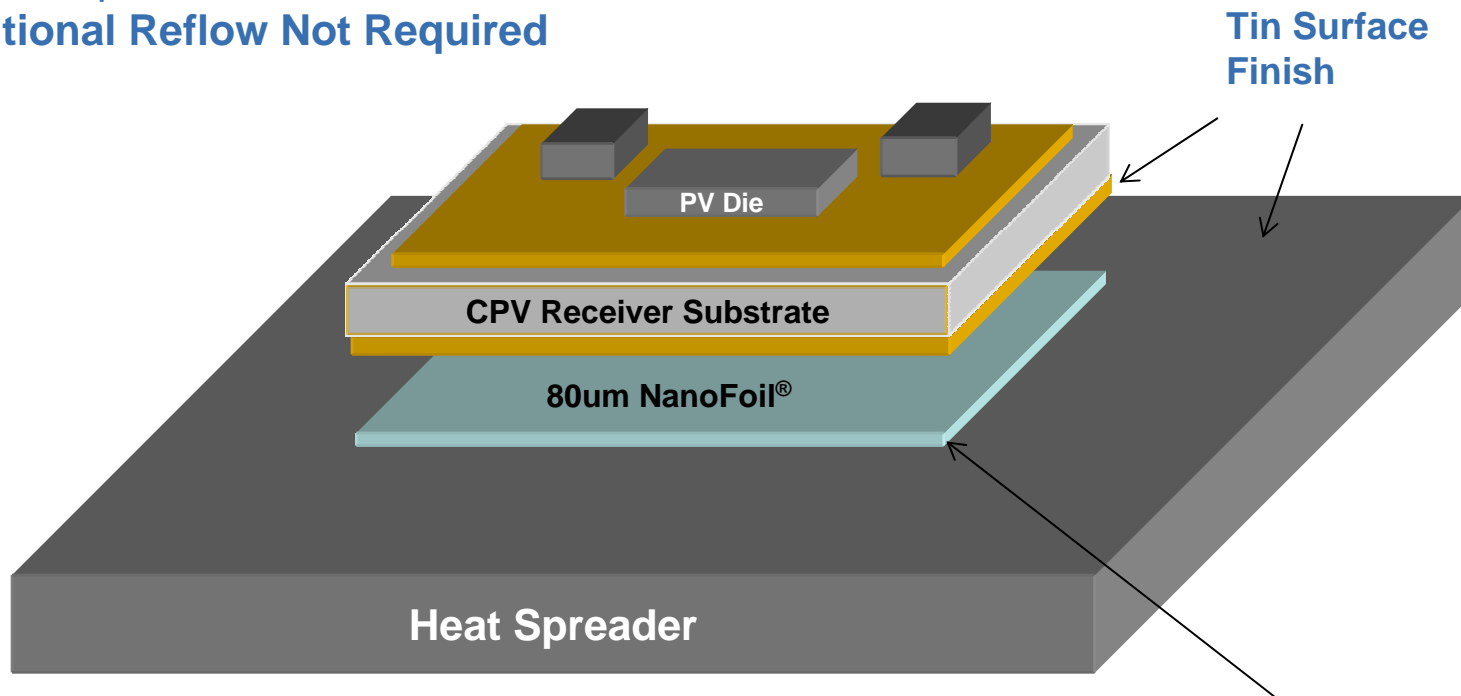 tional Reflow Not Required
Tin Surface
Finish
PV Die
CPV Receiver Substrate
80um NanoFoil®
Heat Spreader